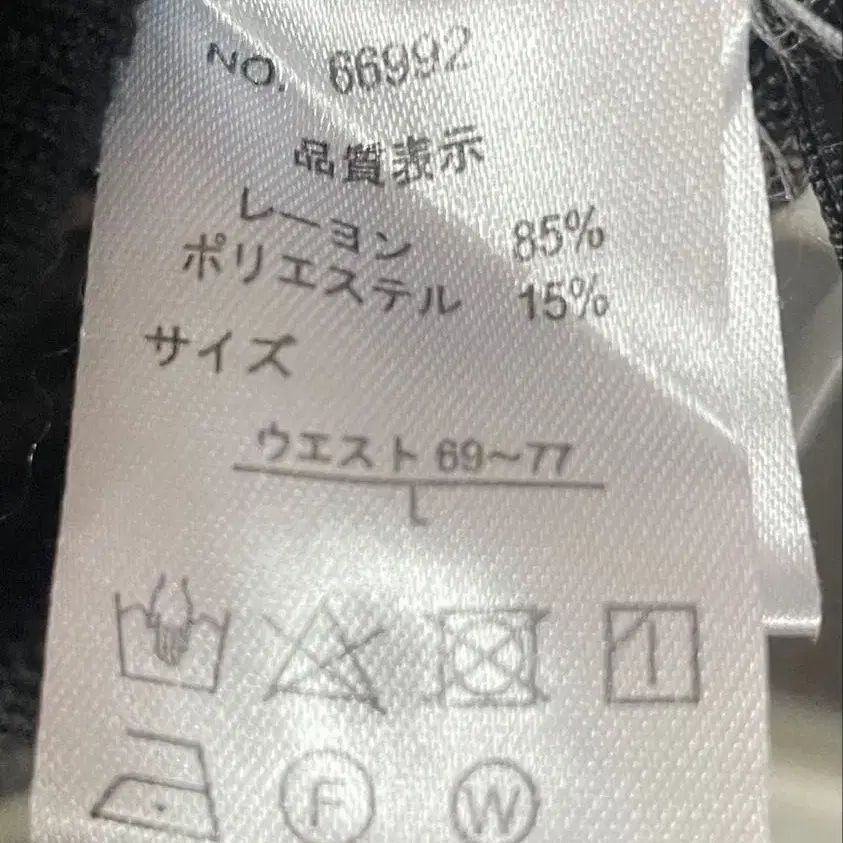 NO. 66992
品質表示
レーヨン 85%
ポリエステル 15%
サイズ
ウエスト 69～77
L
F W